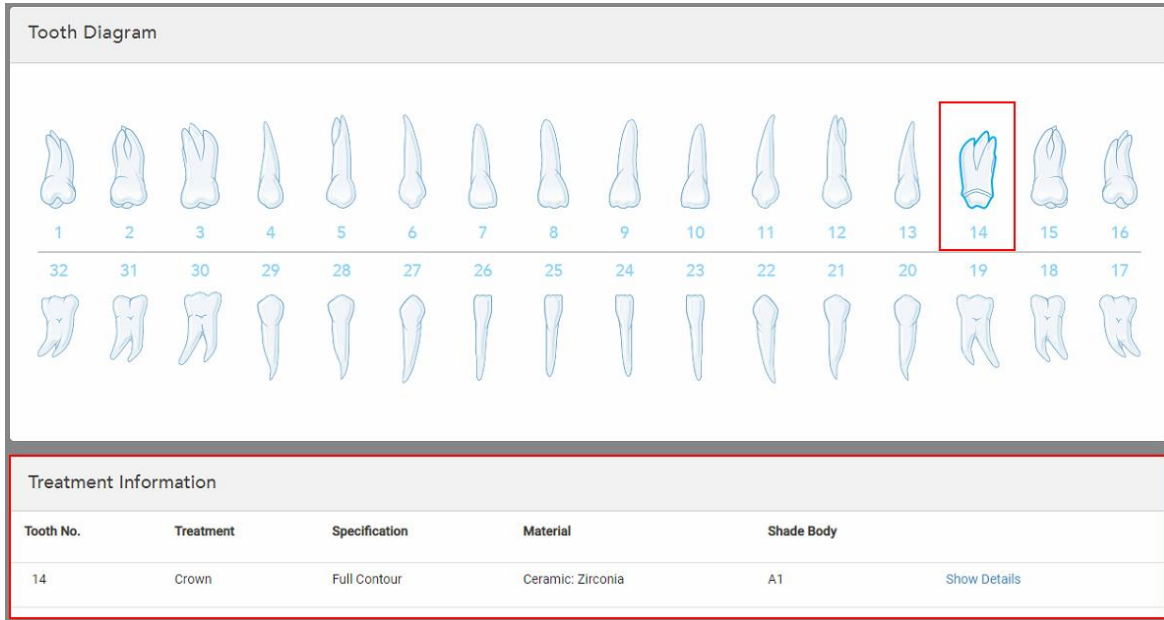 Tooth Diagram
1 2 3 4 5 6 7 8 9 10 11 12 13 14 15 16
32 31 30 29 28 27 26 25 24 23 22 21 20 19 18 17
Treatment Information
Tooth No. Treatment Specification Material Shade Body
14 Crown Full Contour Ceramic: Zirconia A1 Show Details